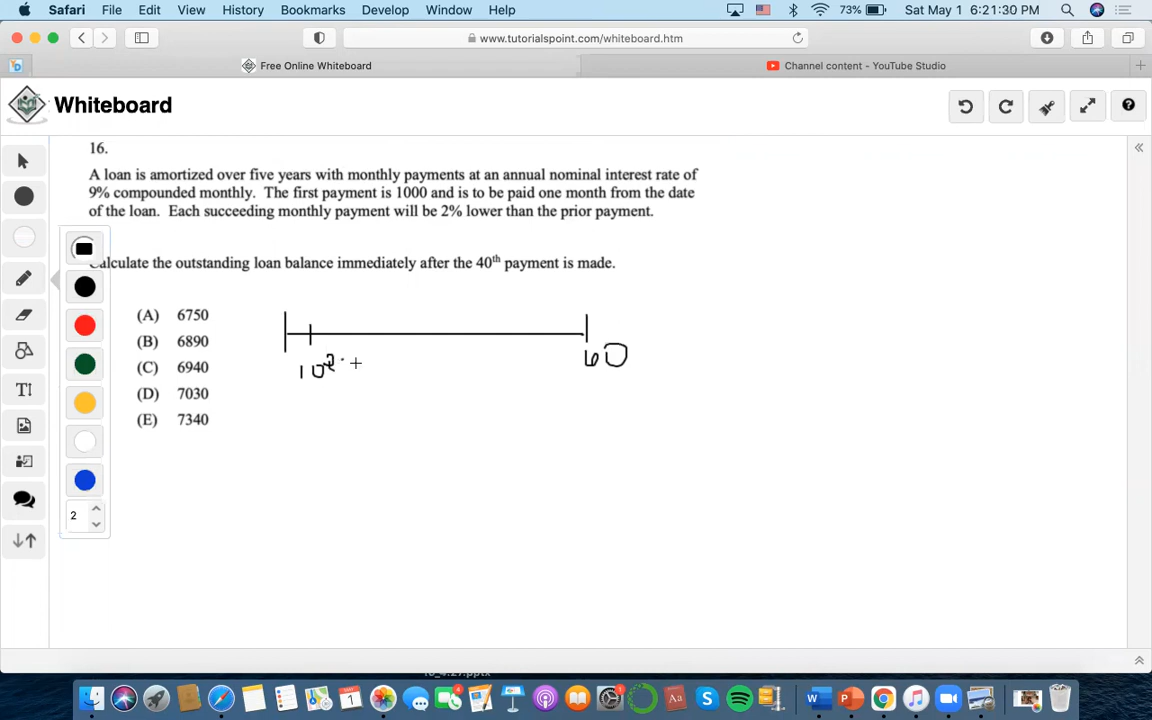 Safari File Edit View History Bookmarks Develop Window Help 73% Sat May 1 6:21:30 PM
www.tutorialspoint.com/whiteboard.htm
Free Online Whiteboard Channel content - YouTube Studio
Whiteboard
16.
A loan is amortized over five years with monthly payments at an annual nominal interest rate of
9% compounded monthly. The first payment is 1000 and is to be paid one month from the date
of the loan. Each succeeding monthly payment will be 2% lower than the prior payment.
Calculate the outstanding loan balance immediately after the 40th payment is made.
(A) 6750
(B) 6890
(C) 6940
(D) 7030
(E) 7340
60
2